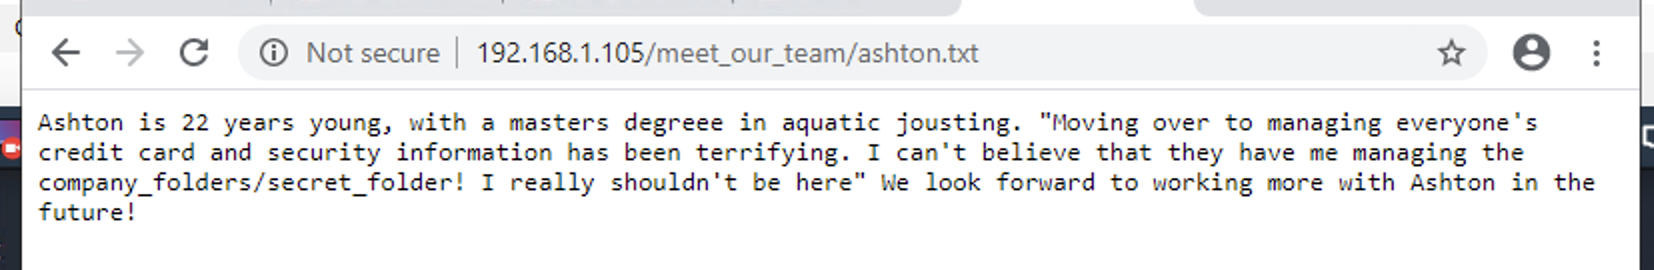 Not secure | 192.168.1.105/meet_our_team/ashton.txt
Ashton is 22 years young, with a masters degreee in aquatic jousting. "Moving over to managing everyone's
credit card and security information has been terrifying. I can't believe that they have me managing the
company_folders/secret_folder! I really shouldn't be here" We look forward to working more with Ashton in the
future!